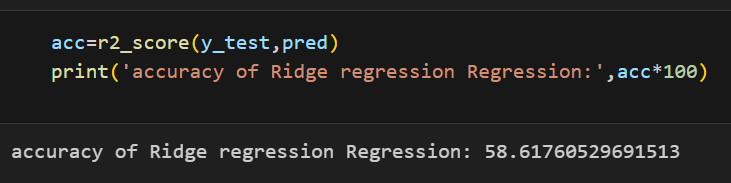 acc=r2_score(y_test,pred)
print('accuracy of Ridge regression Regression:',acc*100)
accuracy of Ridge regression Regression: 58.61760529691513